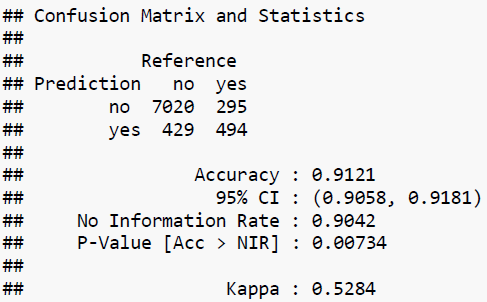 ## Confusion Matrix and Statistics
##
##           Reference
## Prediction   no  yes
##        no  7020  295
##        yes  429  494
##
##                Accuracy : 0.9121
##                  95% CI : (0.9058, 0.9181)
##     No Information Rate : 0.9042
##     P-Value [Acc > NIR] : 0.00734
##
##                   Kappa : 0.5284